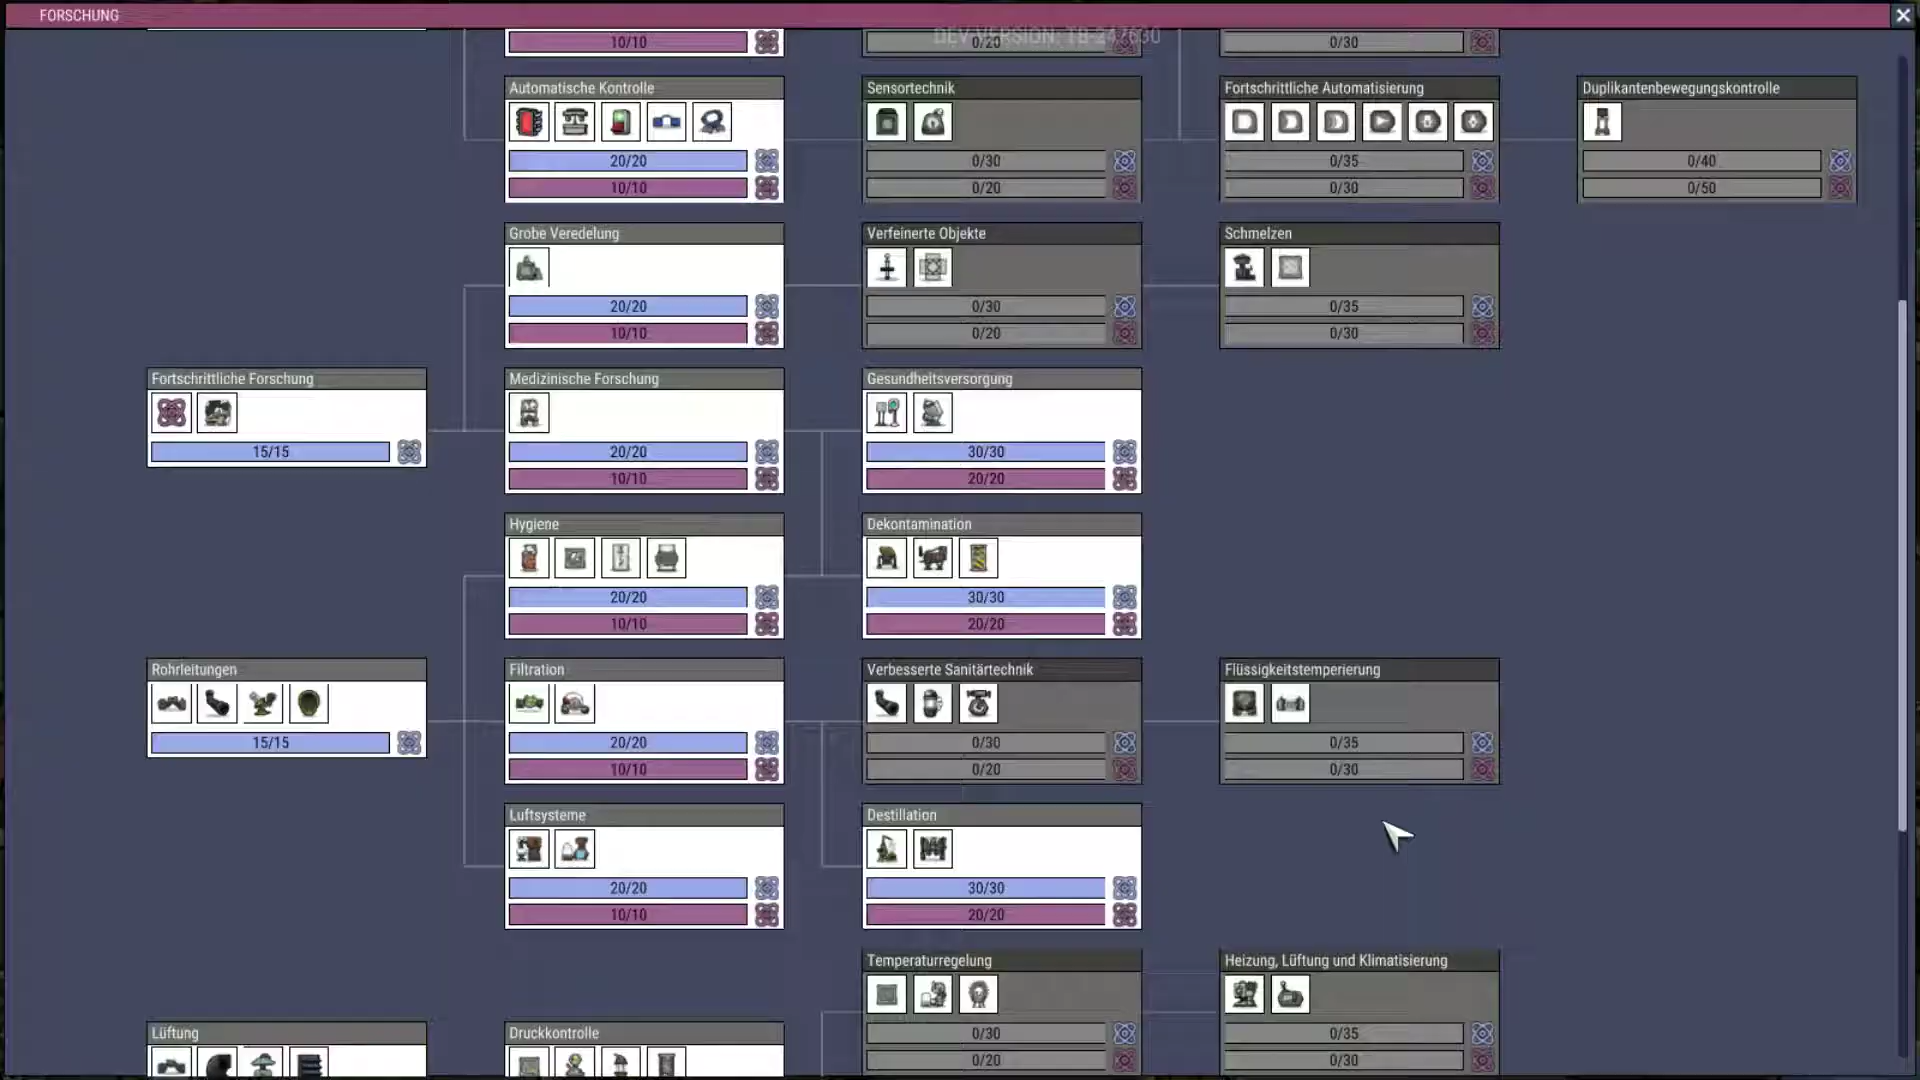 FORSCHUNG
DEV-VERSION: TB-247630
10/10
0/20
0/30
Automatische Kontrolle
20/20
10/10
Sensortechnik
0/30
0/20
Fortschrittliche Automatisierung
0/35
0/30
Duplikantenbewegungskontrolle
0/40
0/50
Grobe Veredelung
20/20
10/10
Verfeinerte Objekte
0/30
0/20
Schmelzen
0/35
0/30
Fortschrittliche Forschung
15/15
Medizinische Forschung
20/20
10/10
Gesundheitsversorgung
30/30
20/20
Hygiene
20/20
10/10
Dekontamination
30/30
20/20
Rohrleitungen
15/15
Filtration
20/20
10/10
Verbesserte Sanitärtechnik
0/30
0/20
Flüssigkeitstemperierung
0/35
0/30
Luftsysteme
20/20
10/10
Destillation
30/30
20/20
Temperaturregelung
0/30
0/20
Heizung, Lüftung und Klimatisierung
0/35
0/30
Lüftung
Druckkontrolle